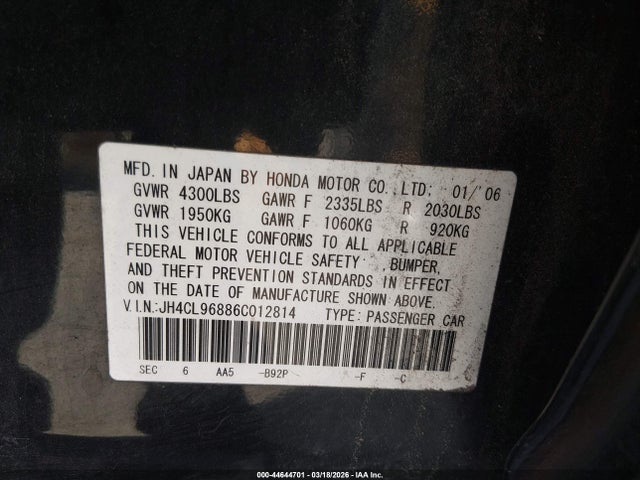 MFD. IN JAPAN BY HONDA MOTOR CO., LTD: 01/'06
GVWR 4300LBS GAWR F 2335LBS R 2030LBS
GVWR 1950KG GAWR F 1060KG R 920KG
THIS VEHICLE CONFORMS TO ALL APPLICABLE
FEDERAL MOTOR VEHICLE SAFETY , BUMPER,
AND THEFT PREVENTION STANDARDS IN EFFECT
ON THE DATE OF MANUFACTURE SHOWN ABOVE.
V.I.N.:JH4CL96886C012814 TYPE: PASSENGER CAR
SEC 6 AA5 -B92P -F -C
000-44644701 - 03/18/2026 - IAA Inc.